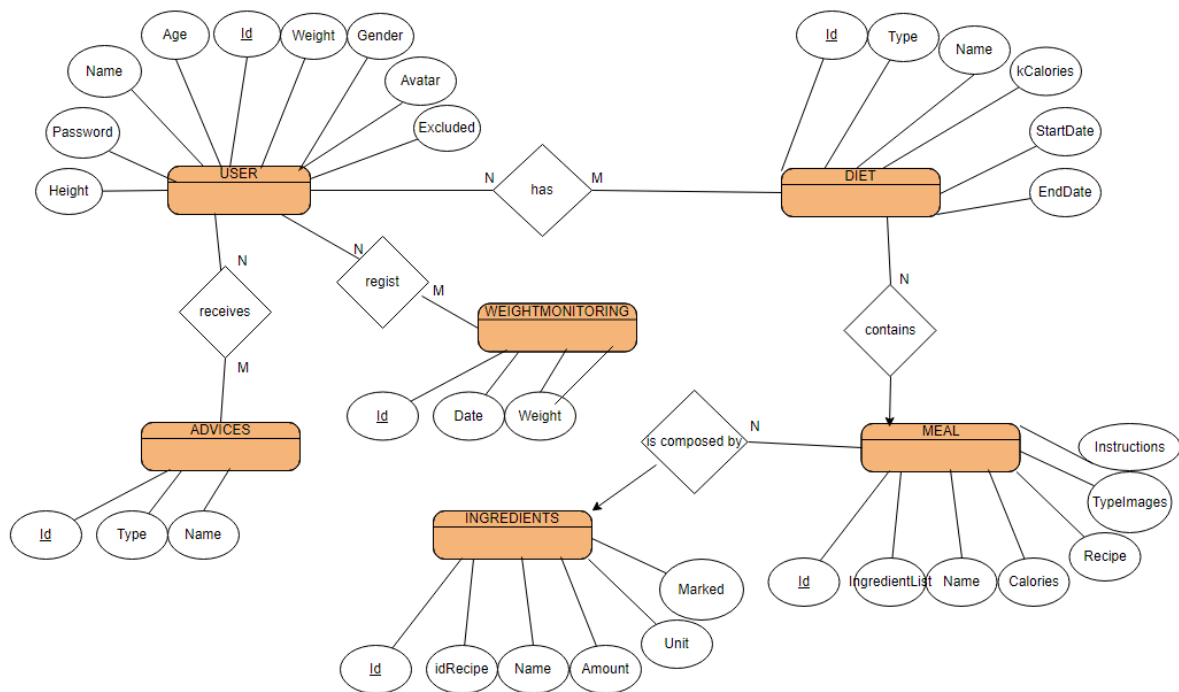 Age
Id
Weight
Gender
Name
Avatar
Password
Excluded
Height
USER
N
has
M
Id
Type
Name
kCalories
StartDate
EndDate
DIET
N
receives
M
N
regist
M
N
contains
WEIGHTMONITORING
Id
Date
Weight
ADVICES
Id
Type
Name
is composed by
N
MEAL
Instructions
TypeImages
Recipe
Id
IngredientList
Name
Calories
INGREDIENTS
Marked
Unit
Id
idRecipe
Name
Amount